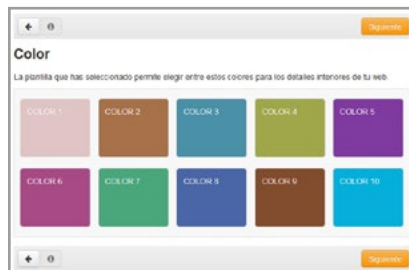 Siguiente
Color
La plantilla que has seleccionado permite elegir entre estos colores para los detalles interiores de tu web
COLOR 1
COLOR 2
COLOR 3
COLOR 4
COLOR 5
COLOR 6
COLOR 7
COLOR 8
COLOR 9
COLOR 10
Siguiente